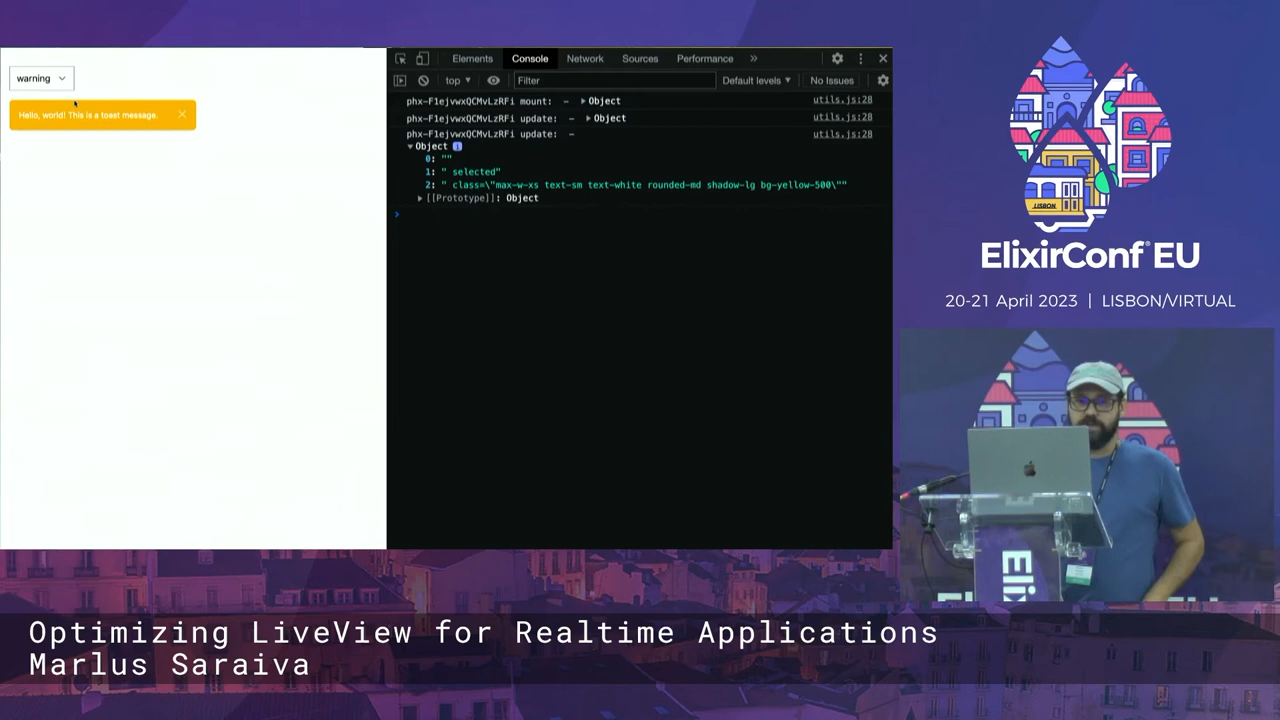 warning
Hello, world! This is a toast message.
Elements Console Network Sources Performance »
top Filter Default levels No Issues
phx-F1ejvwxQCMvLzRFi mount: – Object utils.js:28
phx-F1ejvwxQCMvLzRFi update: – Object utils.js:28
phx-F1ejvwxQCMvLzRFi update: – utils.js:28
Object i
0: ""
1: " selected"
2: " class=\"max-w-xs text-sm text-white rounded-md shadow-lg bg-yellow-500\""
[[Prototype]]: Object
>
LISBON
ElixirConf® EU
20-21 April 2023 | LISBON/VIRTUAL
Optimizing LiveView for Realtime Applications
Marlus Saraiva